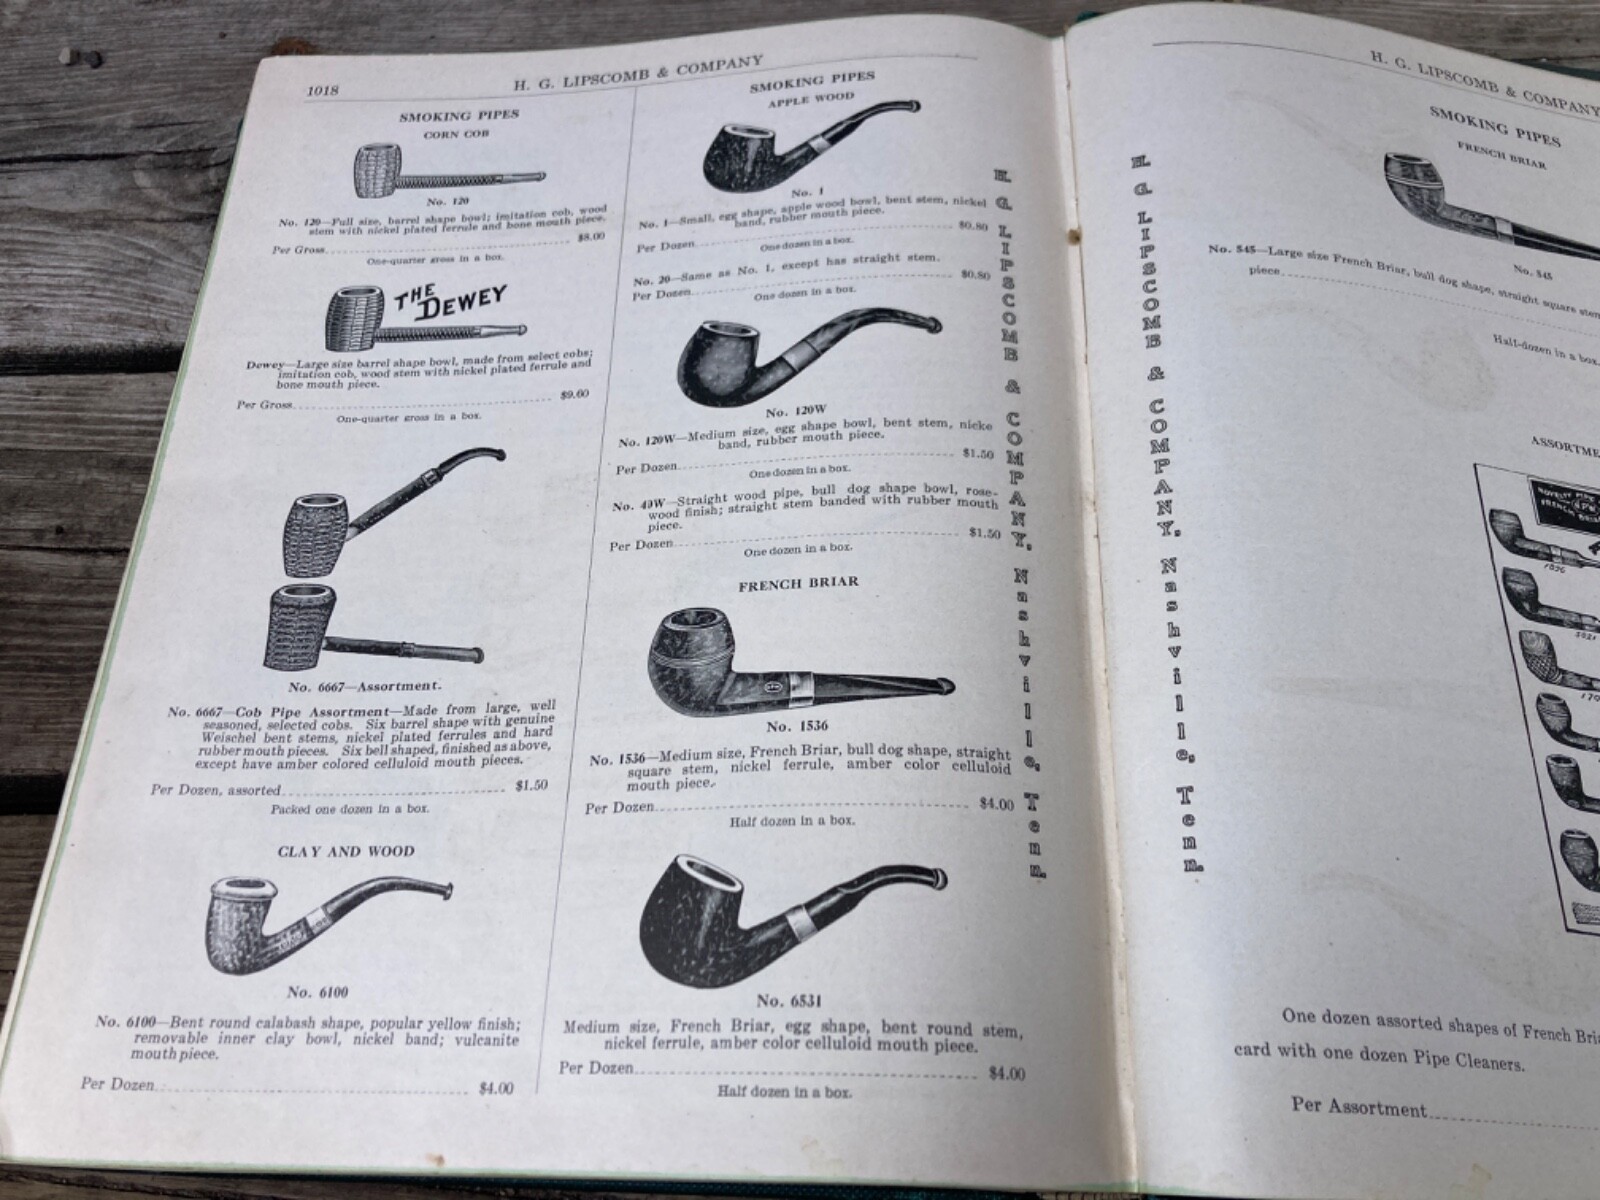 1018
H. G. LIPSCOMB & COMPANY
SMOKING PIPES
CORN COB
No. 120
No. 120—Full size, barrel shape bowl; imitation cob, wood
stem with nickel plated ferrule and bone mouth piece.
Per Gross $8.00
One-quarter gross in a box.
THE
DEWEY
Dewey—Large size barrel shape bowl, made from select cobs;
imitation cob, wood stem with nickel plated ferrule and
bone mouth piece.
Per Gross $9.60
One-quarter gross in a box.
No. 6667—Assortment.
No. 6667—Cob Pipe Assortment—Made from large, well
seasoned, selected cobs. Six barrel shape with genuine
Weischel bent stems, nickel plated ferrules and hard
rubber mouth pieces. Six bell shaped, finished as above,
except have amber colored celluloid mouth pieces.
Per Dozen, assorted $1.50
Packed one dozen in a box.
CLAY AND WOOD
No. 6100
No. 6100—Bent round calabash shape, popular yellow finish;
removable inner clay bowl, nickel band; vulcanite
mouth piece.
Per Dozen $4.00
SMOKING PIPES
APPLE WOOD
No. 1
No. 1—Small, egg shape, apple wood bowl, bent stem, nickel
band, rubber mouth piece.
Per Dozen $0.80
One dozen in a box.
No. 20—Same as No. 1, except has straight stem.
Per Dozen $0.80
One dozen in a box.
No. 120W
No. 120W—Medium size, egg shape bowl, bent stem, nicke
band, rubber mouth piece.
Per Dozen $1.50
One dozen in a box.
No. 49W—Straight wood pipe, bull dog shape bowl, rose-
wood finish; straight stem banded with rubber mouth
piece.
Per Dozen $1.50
One dozen in a box.
FRENCH BRIAR
No. 1536
No. 1536—Medium size, French Briar, bull dog shape, straight
square stem, nickel ferrule, amber color celluloid
mouth piece.
Per Dozen $4.00
Half dozen in a box.
No. 6531
Medium size, French Briar, egg shape, bent round stem,
nickel ferrule, amber color celluloid mouth piece.
Per Dozen $4.00
Half dozen in a box.
H. G. LIPSCOMB & COMPANY, Nashville, Tenn.
H. G. LIPSCOMB & COMPANY
H. G. LIPSCOMB & COMPANY, Nashville, Tenn.
SMOKING PIPES
FRENCH BRIAR
No. 545
No. 545—Large size French Briar, bull dog shape, straight square stem
piece
Half-dozen in a box.
ASSORTME
NOVELTY PIPE
FRENCH BRIAR
1896
5021
170
One dozen assorted shapes of French Bria
card with one dozen Pipe Cleaners.
Per Assortment